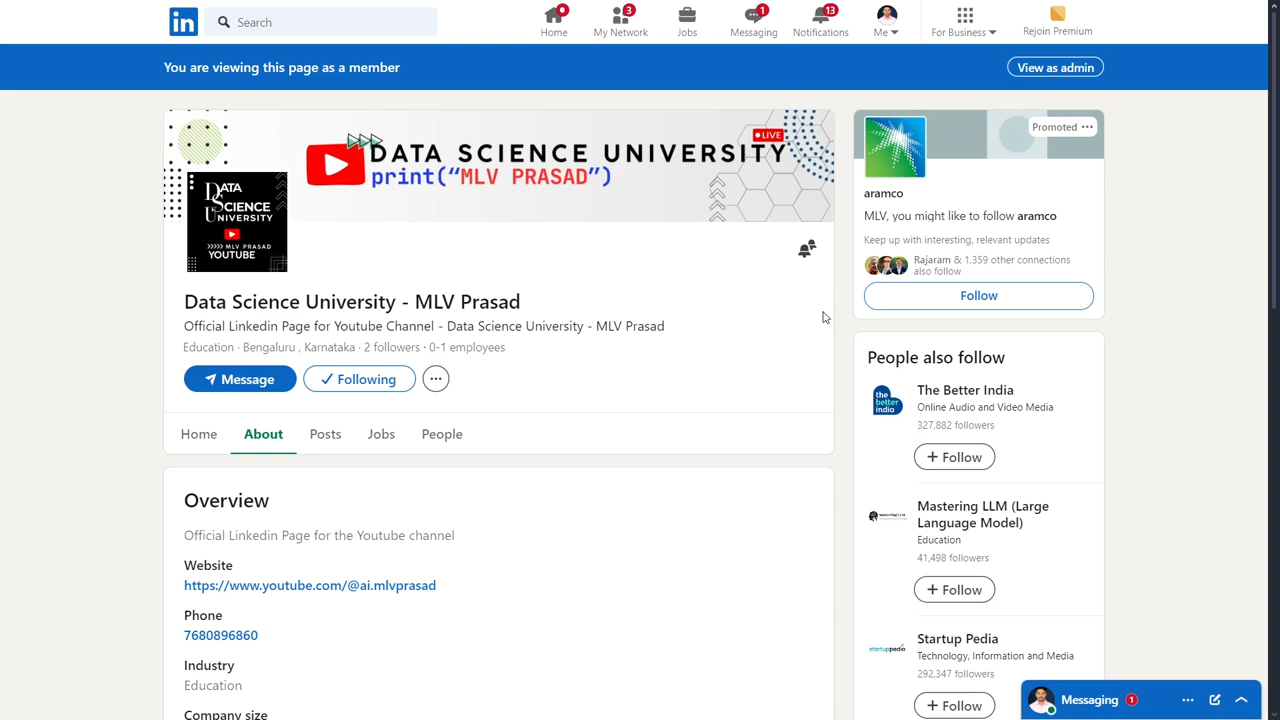 Search
Home
3
My Network
Jobs
1
Messaging
13
Notifications
Me
For Business
Rejoin Premium
You are viewing this page as a member
View as admin
LIVE
DATA SCIENCE UNIVERSITY
print(“MLV PRASAD”)
DATA
SCIENCE
UNIVERSITY
>>>>> MLV PRASAD
YOUTUBE
Data Science University - MLV Prasad
Official Linkedin Page for Youtube Channel - Data Science University - MLV Prasad
Education · Bengaluru , Karnataka · 2 followers · 0-1 employees
Message
Following
Home
About
Posts
Jobs
People
Overview
Official Linkedin Page for the Youtube channel
Website
https://www.youtube.com/@ai.mlvprasad
Phone
7680896860
Industry
Education
Company size
Promoted
aramco
MLV, you might like to follow aramco
Keep up with interesting, relevant updates
Rajaram & 1,359 other connections
also follow
Follow
People also follow
the
better
india
The Better India
Online Audio and Video Media
327,882 followers
+ Follow
Mastering LLM (Large
Language Model)
Education
41,498 followers
+ Follow
startuppedia
Startup Pedia
Technology, Information and Media
292,347 followers
+ Follow
Messaging 1
in